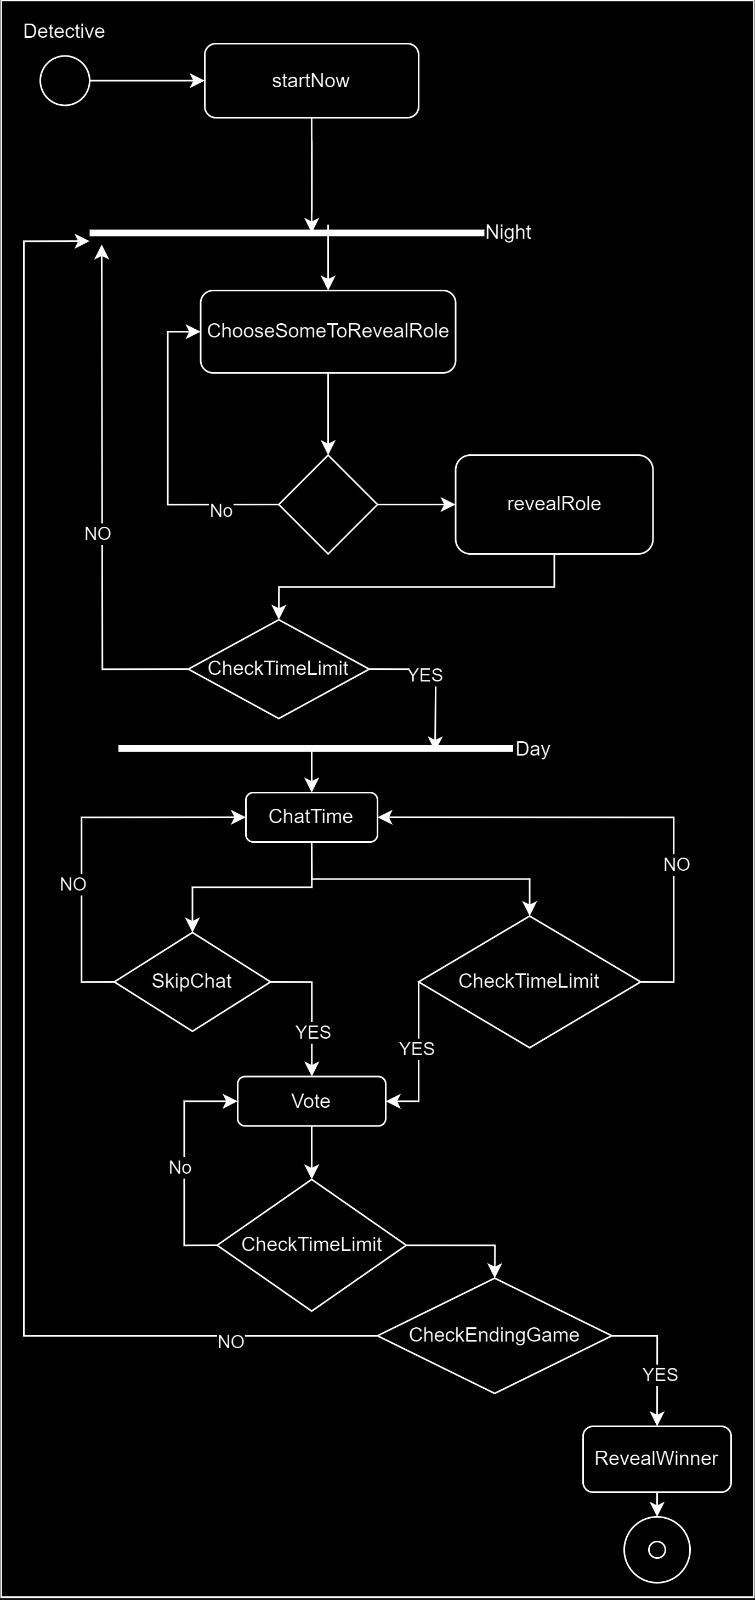 Detective
startNow
Night
ChooseSomeToRevealRole
No
revealRole
NO
CheckTimeLimit
YES
Day
ChatTime
NO
NO
SkipChat
CheckTimeLimit
YES
YES
Vote
No
CheckTimeLimit
CheckEndingGame
NO
YES
RevealWinner